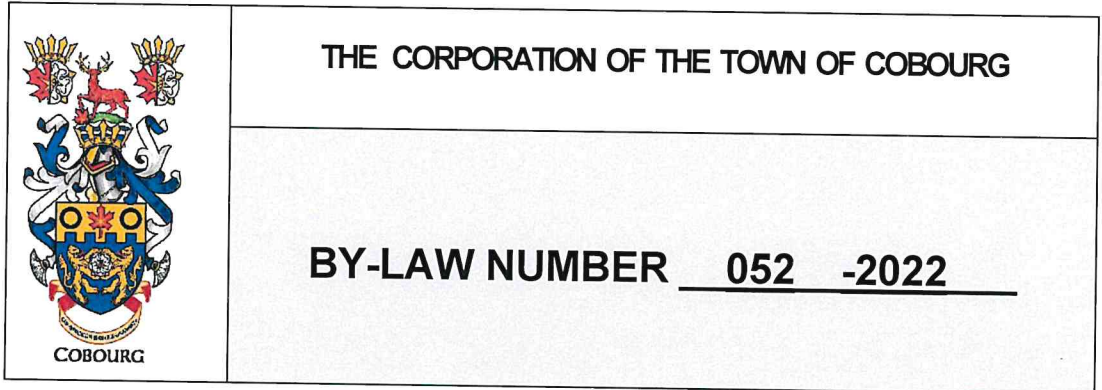 THE CORPORATION OF THE TOWN OF COBOURG
BY-LAW NUMBER 052 -2022
COBOURG